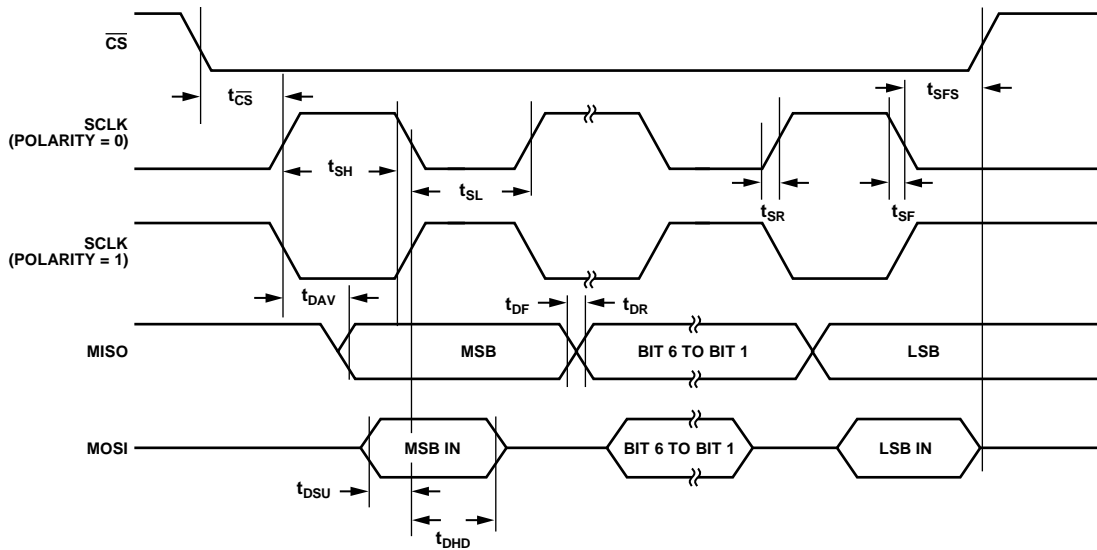 CS
tCS
tSFS
SCLK
(POLARITY = 0)
tSH
tSL
tSR
tSF
SCLK
(POLARITY = 1)
tDAV
tDF
tDR
MISO
MSB
BIT 6 TO BIT 1
LSB
MOSI
MSB IN
BIT 6 TO BIT 1
LSB IN
tDSU
tDHD